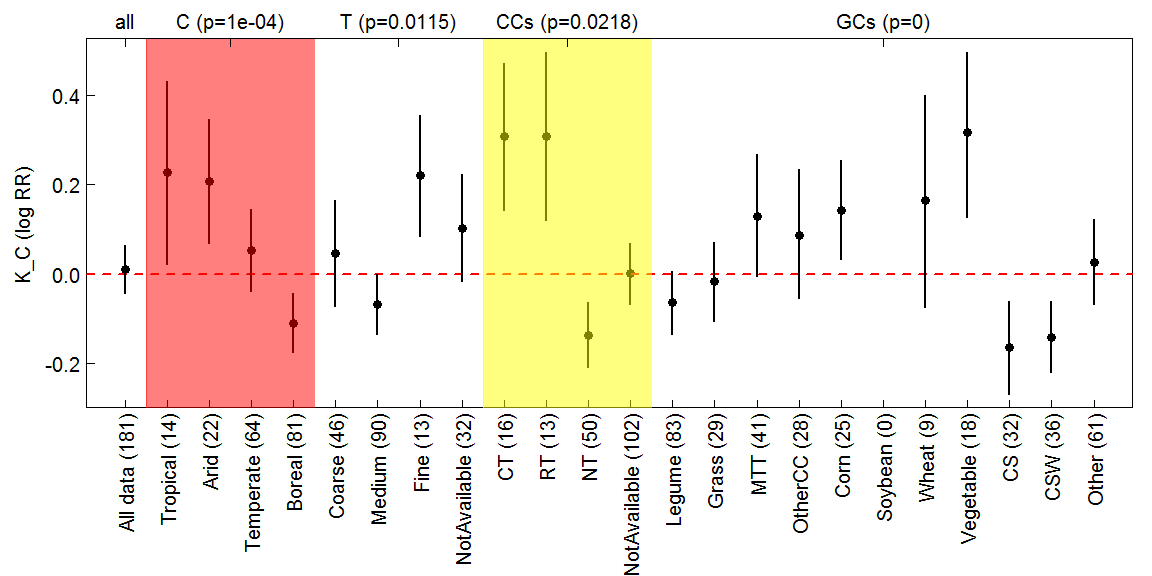 all C (p=1e-04) T (p=0.0115) CCs (p=0.0218) GCs (p=0)
K_C (log RR)
0.4
0.2
0.0
-0.2
All data (181)
Tropical (14)
Arid (22)
Temperate (64)
Boreal (81)
Coarse (46)
Medium (90)
Fine (13)
NotAvailable (32)
CT (16)
RT (13)
NT (50)
NotAvailable (102)
Legume (83)
Grass (29)
MTT (41)
OtherCC (28)
Corn (25)
Soybean (0)
Wheat (9)
Vegetable (18)
CS (32)
CSW (36)
Other (61)